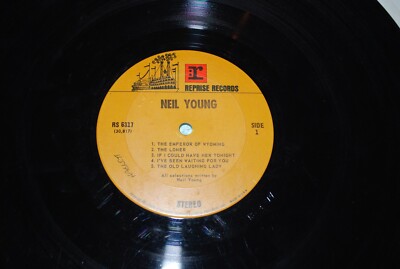 REPRISE RECORDS
NEIL YOUNG
RS 6317
SIDE
1
1. THE EMPEROR OF WYOMING
2. THE LONER
3. IF I COULD HAVE HER TONIGHT
4. I'VE BEEN WAITING FOR YOU
5. THE OLD LAUGHING LADY
All selections written by
Neil Young
STEREO